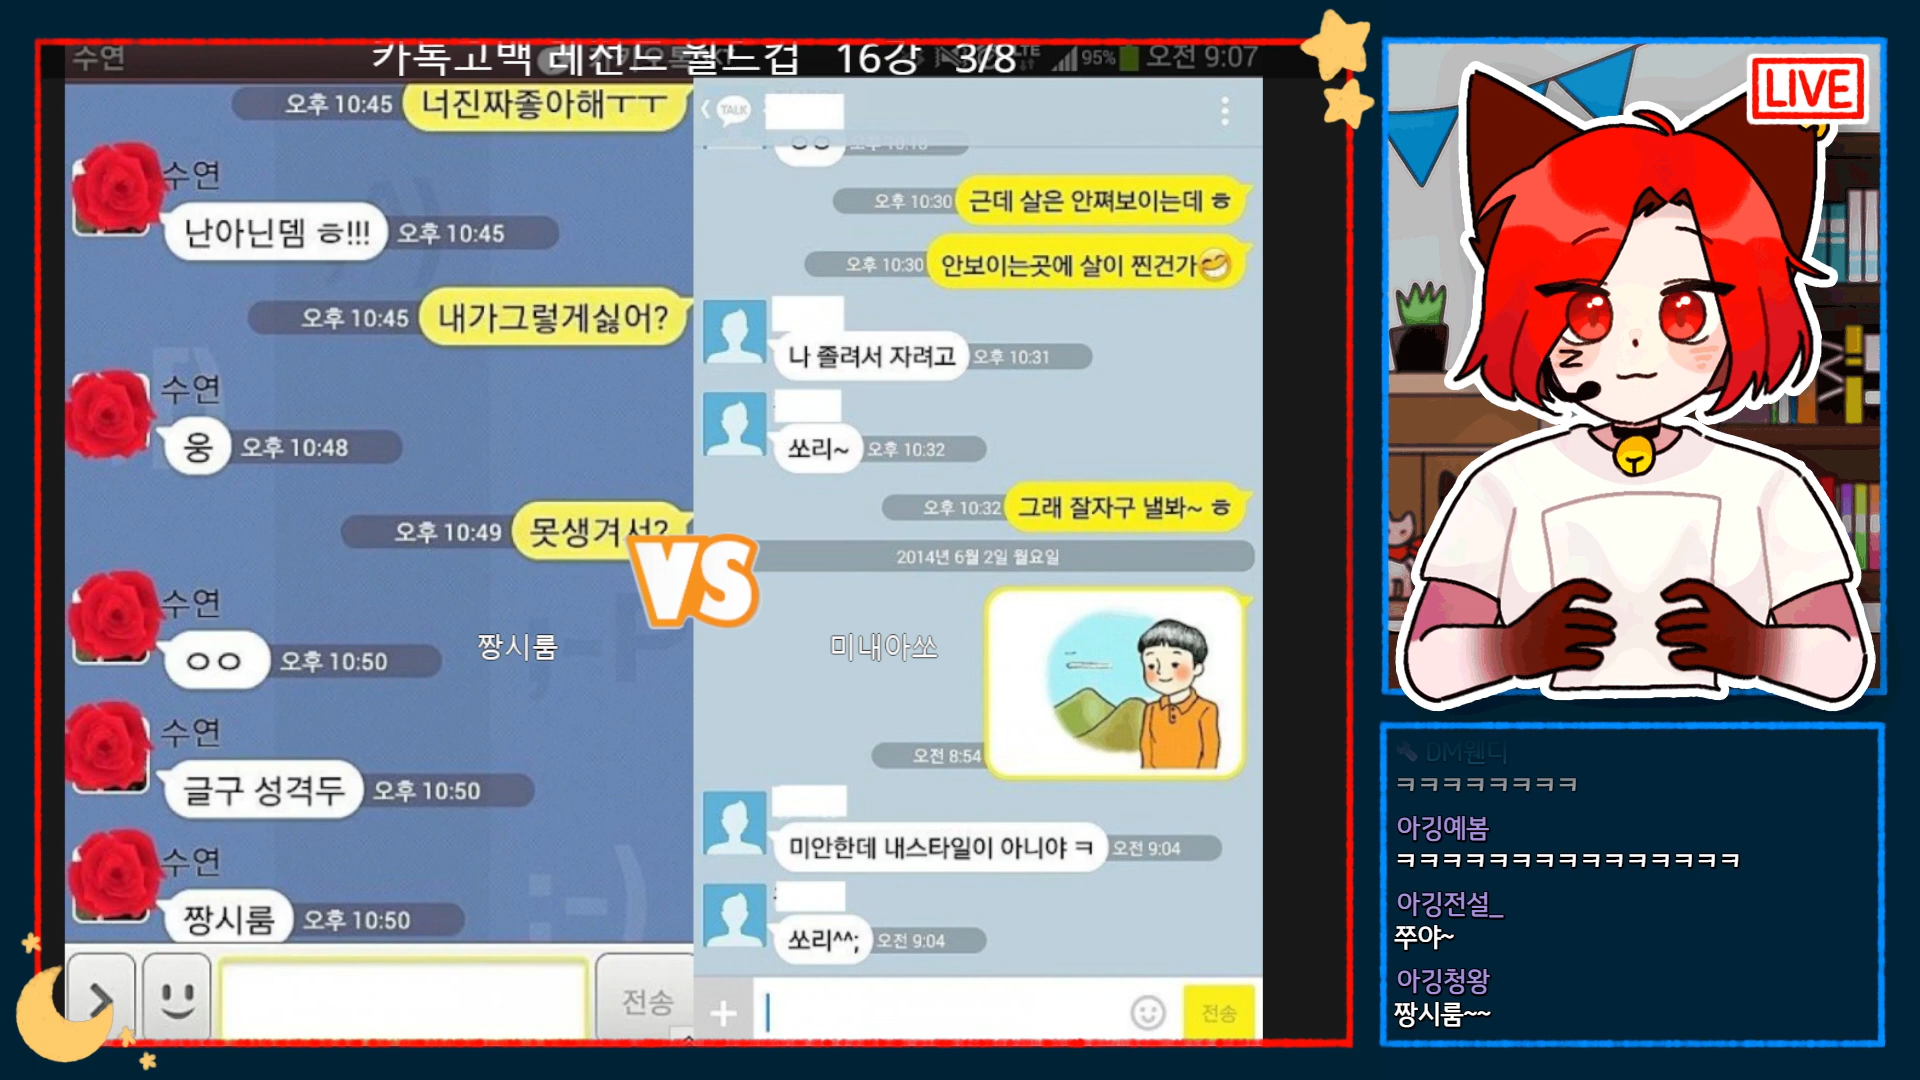 수연
카톡고백 레전드 월드컵 16강 3/8
95%
오전 9:07
오후 10:45
너진짜좋아해ㅜㅜ
수연
난아닌뎀 ㅎ!!!
오후 10:45
오후 10:45
내가그렇게싫어?
수연
웅
오후 10:48
오후 10:49
못생겨서?
수연
ㅇㅇ
오후 10:50
수연
글구 성격두
오후 10:50
수연
짱시룸
오후 10:50
전송
짱시룸
VS
TALK
ㅇㅇ
오후 10:30
근데 살은 안쪄보이는데 ㅎ
오후 10:30
안보이는곳에 살이 찐건가
나 졸려서 자려고
오후 10:31
쏘리~
오후 10:32
오후 10:32
그래 잘자구 낼봐~ ㅎ
2014년 6월 2일 월요일
미내아쏘
오전 8:54
미안한데 내스타일이 아니야 ㅋ
오전 9:04
쏘리^^;
오전 9:04
전송
LIVE
DM웬디
ㅋㅋㅋㅋㅋㅋㅋㅋ
아깅예봄
ㅋㅋㅋㅋㅋㅋㅋㅋㅋㅋㅋㅋㅋㅋㅋ
아깅전설_
쭈야~
아깅청왕
짱시룸~~